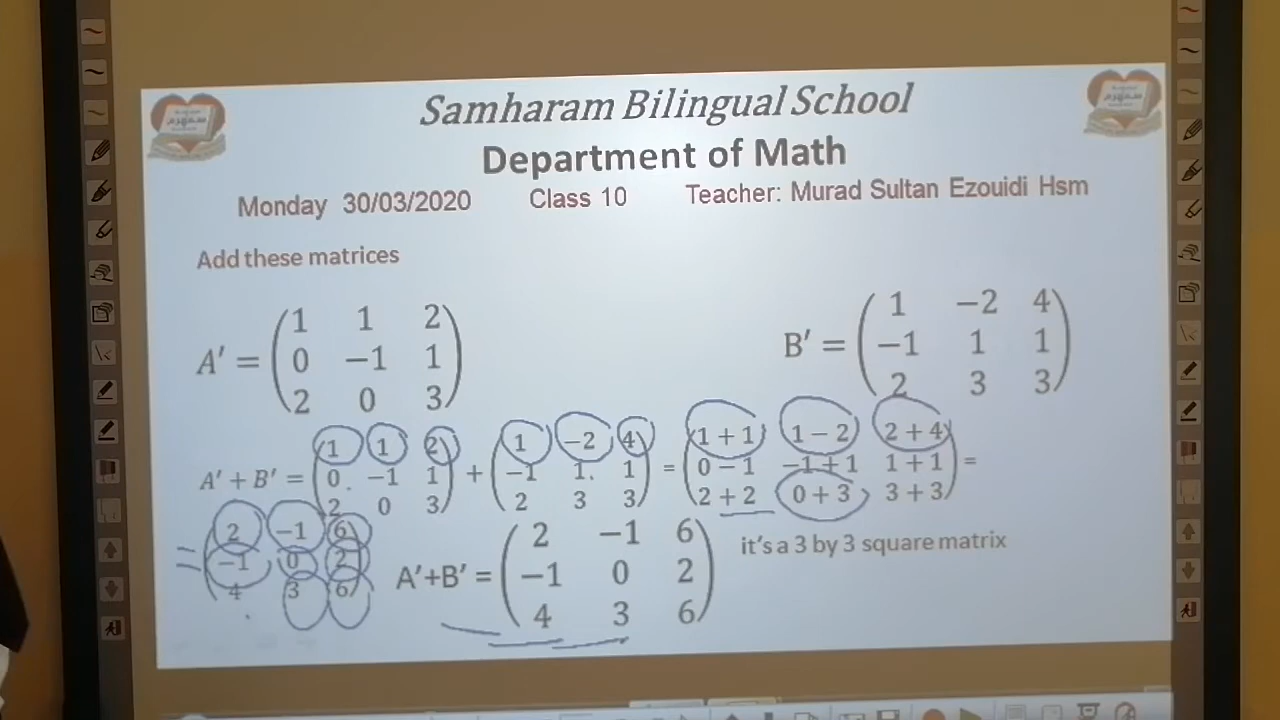 Samharam Bilingual School
Department of Math
Monday 30/03/2020 Class 10 Teacher: Murad Sultan Ezouidi Hsm
Add these matrices
A′ = (1 1 2
0 −1 1
2 0 3)
B′ = (1 −2 4
−1 1 1
2 3 3)
A′ + B′ = (1 1 2
0 −1 1
2 0 3) + (1 −2 4
−1 1 1
2 3 3) = (1 + 1 1 − 2 2 + 4
0 − 1 −1 + 1 1 + 1
2 + 2 0 + 3 3 + 3) =
= (2 −1 6
−1 0 2
4 3 6)
A′+B′ = (2 −1 6
−1 0 2
4 3 6)
it's a 3 by 3 square matrix